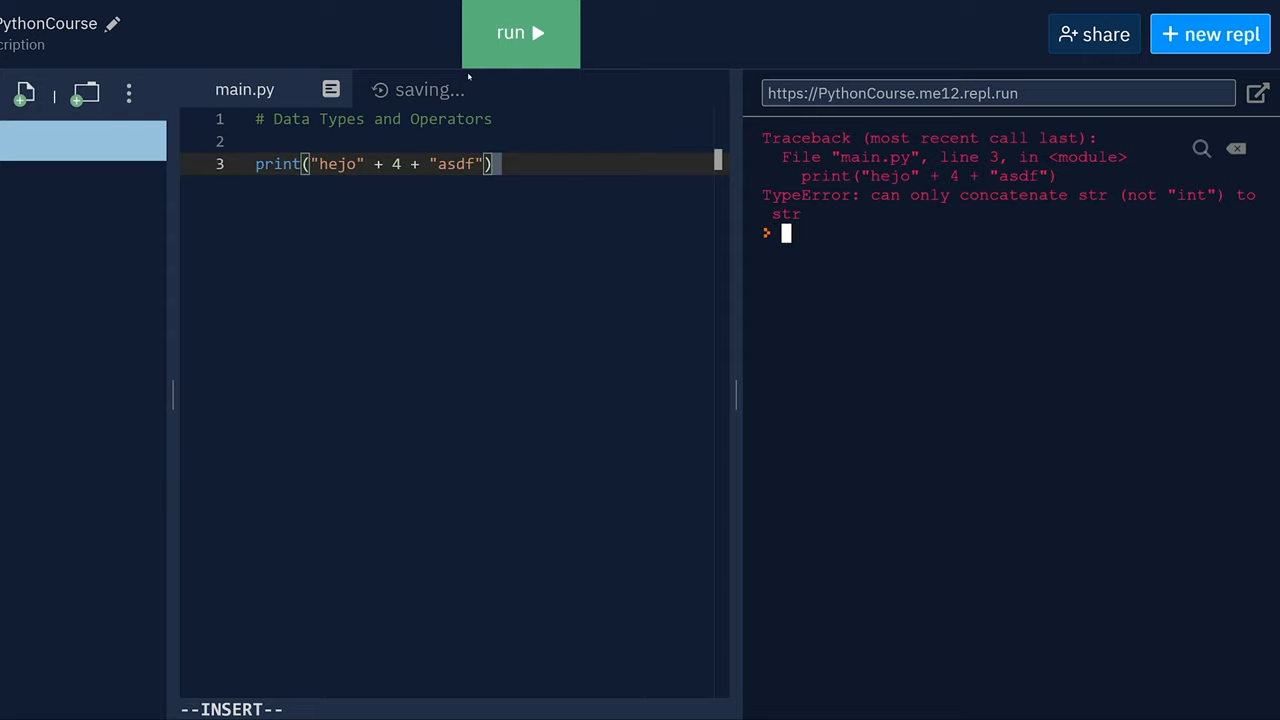 PythonCourse
cription
run
share
+ new repl
main.py
saving...
1 # Data Types and Operators
2
3 print("hejo" + 4 + "asdf")
--INSERT--
https://PythonCourse.me12.repl.run
Traceback (most recent call last):
File "main.py", line 3, in <module>
print("hejo" + 4 + "asdf")
TypeError: can only concatenate str (not "int") to
str
>